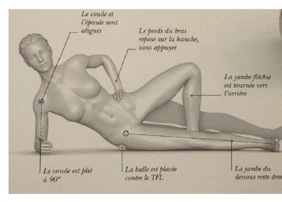 Le coude et
l'épaule sont
alignés
Le poids du bras
repose sur la hanche,
sans appuyer
La jambe fléchie
est tournée vers
l'arrière
Le coude est plié
à 90°
La balle est placée
contre le TFL
La jambe du
dessous reste